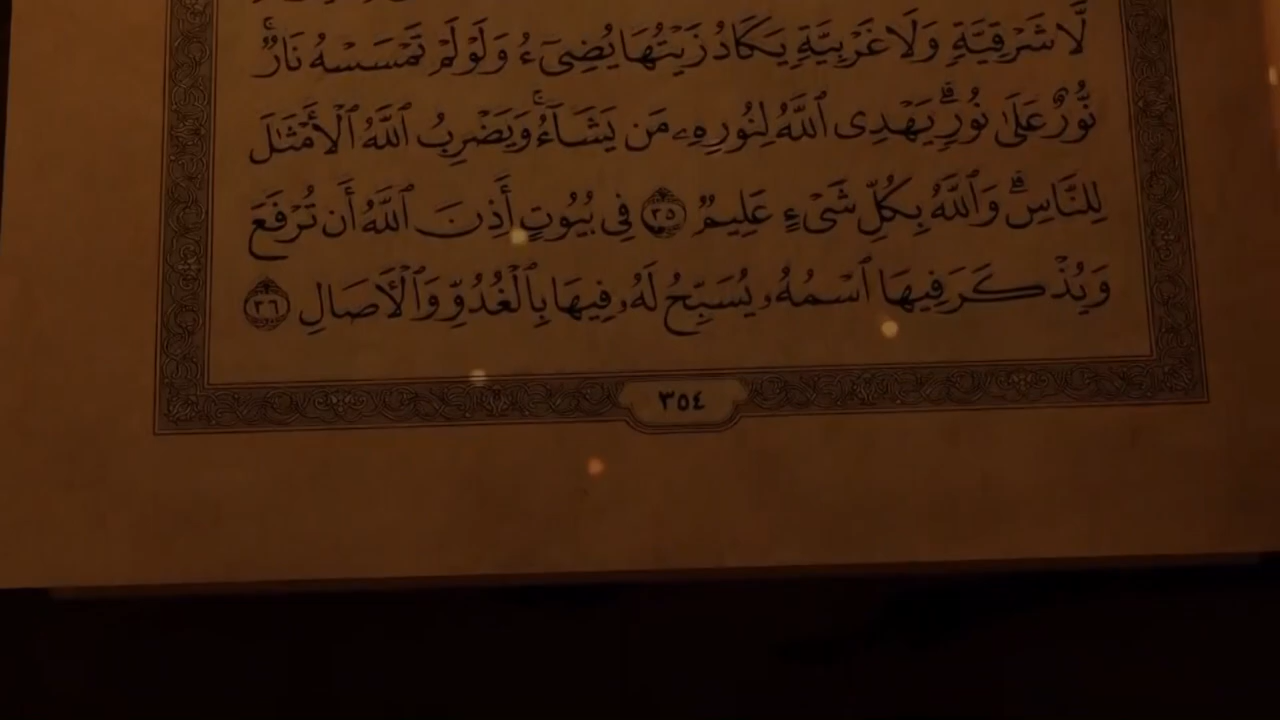 لَّا شَرْقِيَّةٍ وَلَا غَرْبِيَّةٍ يَكَادُ زَيْتُهَا يُضِيٓءُ وَلَوْ لَمْ تَمْسَسْهُ نَارٌۚ
نُّورٌ عَلَىٰ نُورٍۗ يَهْدِى ٱللَّهُ لِنُورِهِۦ مَن يَشَآءُۚ وَيَضْرِبُ ٱللَّهُ ٱلْأَمْثَٰلَ
لِلنَّاسِۗ وَٱللَّهُ بِكُلِّ شَىْءٍ عَلِيمٌ ٣٥ فِى بُيُوتٍ أَذِنَ ٱللَّهُ أَن تُرْفَعَ
وَيُذْكَرَ فِيهَا ٱسْمُهُۥ يُسَبِّحُ لَهُۥ فِيهَا بِٱلْغُدُوِّ وَٱلْءَاصَالِ ٣٦
٣٥٤